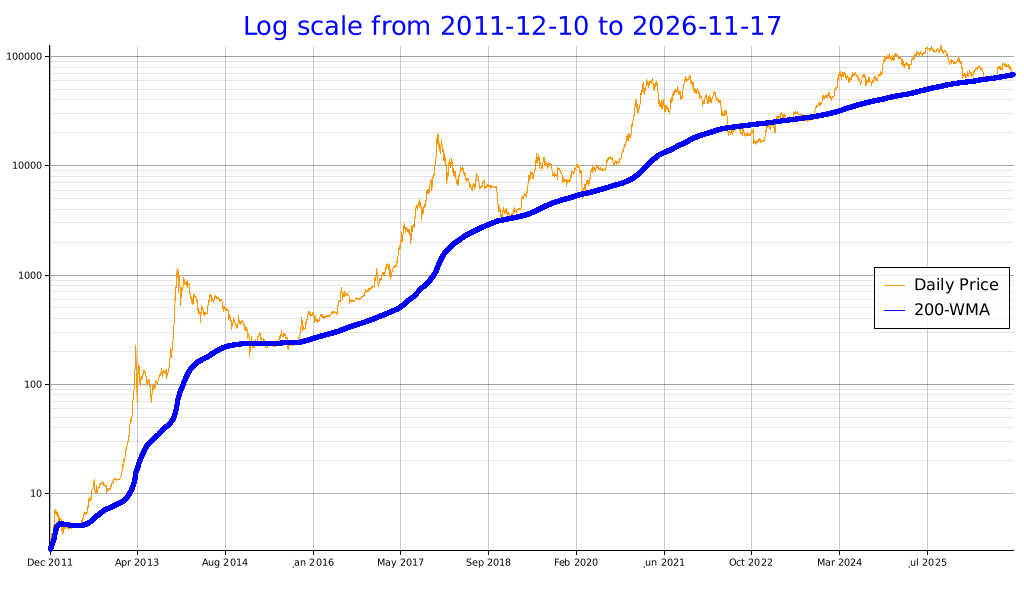 Log scale from 2011-12-10 to 2026-11-17
100000
10000
1000
100
10
Daily Price
200-WMA
Dec 2011 Apr 2013 Aug 2014 Jan 2016 May 2017 Sep 2018 Feb 2020 Jun 2021 Oct 2022 Mar 2024 Jul 2025